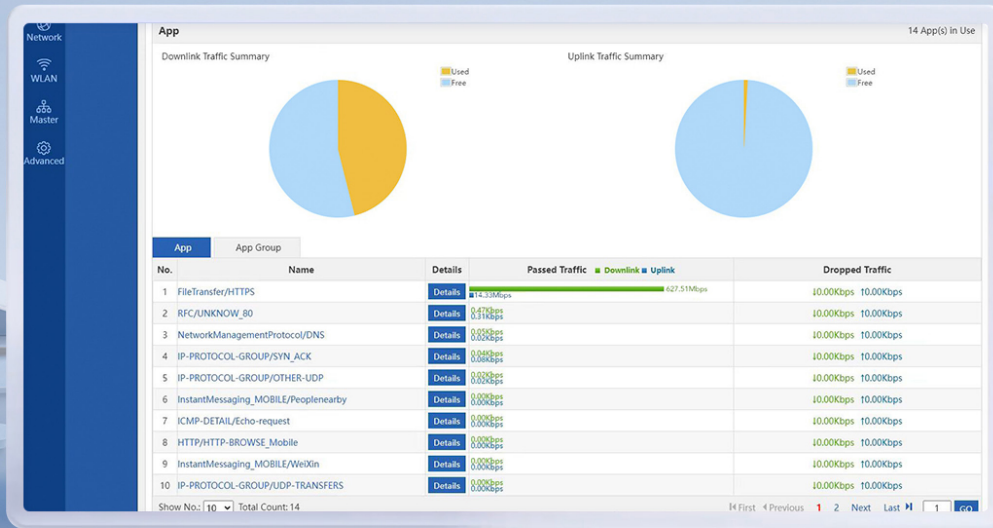 Network
WLAN
Master
Advanced
App
14 App(s) in Use
Downlink Traffic Summary
Used
Free
Uplink Traffic Summary
Used
Free
App App Group
No. Name Details Passed Traffic Downlink Uplink Dropped Traffic
1 FileTransfer/HTTPS Details 627.51Mbps 14.33Mbps ↓0.00Kbps ↑0.00Kbps
2 RFC/UNKNOW_80 Details 0.47Kbps 0.31Kbps ↓0.00Kbps ↑0.00Kbps
3 NetworkManagementProtocol/DNS Details 0.05Kbps 0.02Kbps ↓0.00Kbps ↑0.00Kbps
4 IP-PROTOCOL-GROUP/SYN_ACK Details 0.04Kbps 0.08Kbps ↓0.00Kbps ↑0.00Kbps
5 IP-PROTOCOL-GROUP/OTHER-UDP Details 0.02Kbps 0.02Kbps ↓0.00Kbps ↑0.00Kbps
6 InstantMessaging_MOBILE/Peoplenearby Details 0.00Kbps 0.00Kbps ↓0.00Kbps ↑0.00Kbps
7 ICMP-DETAIL/Echo-request Details 0.00Kbps 0.00Kbps ↓0.00Kbps ↑0.00Kbps
8 HTTP/HTTP-BROWSE_Mobile Details 0.00Kbps 0.00Kbps ↓0.00Kbps ↑0.00Kbps
9 InstantMessaging_MOBILE/WeiXin Details 0.00Kbps 0.00Kbps ↓0.00Kbps ↑0.00Kbps
10 IP-PROTOCOL-GROUP/UDP-TRANSFERS Details 0.00Kbps 0.00Kbps ↓0.00Kbps ↑0.00Kbps
Show No.: 10 Total Count: 14 First Previous 1 2 Next Last 1 GO